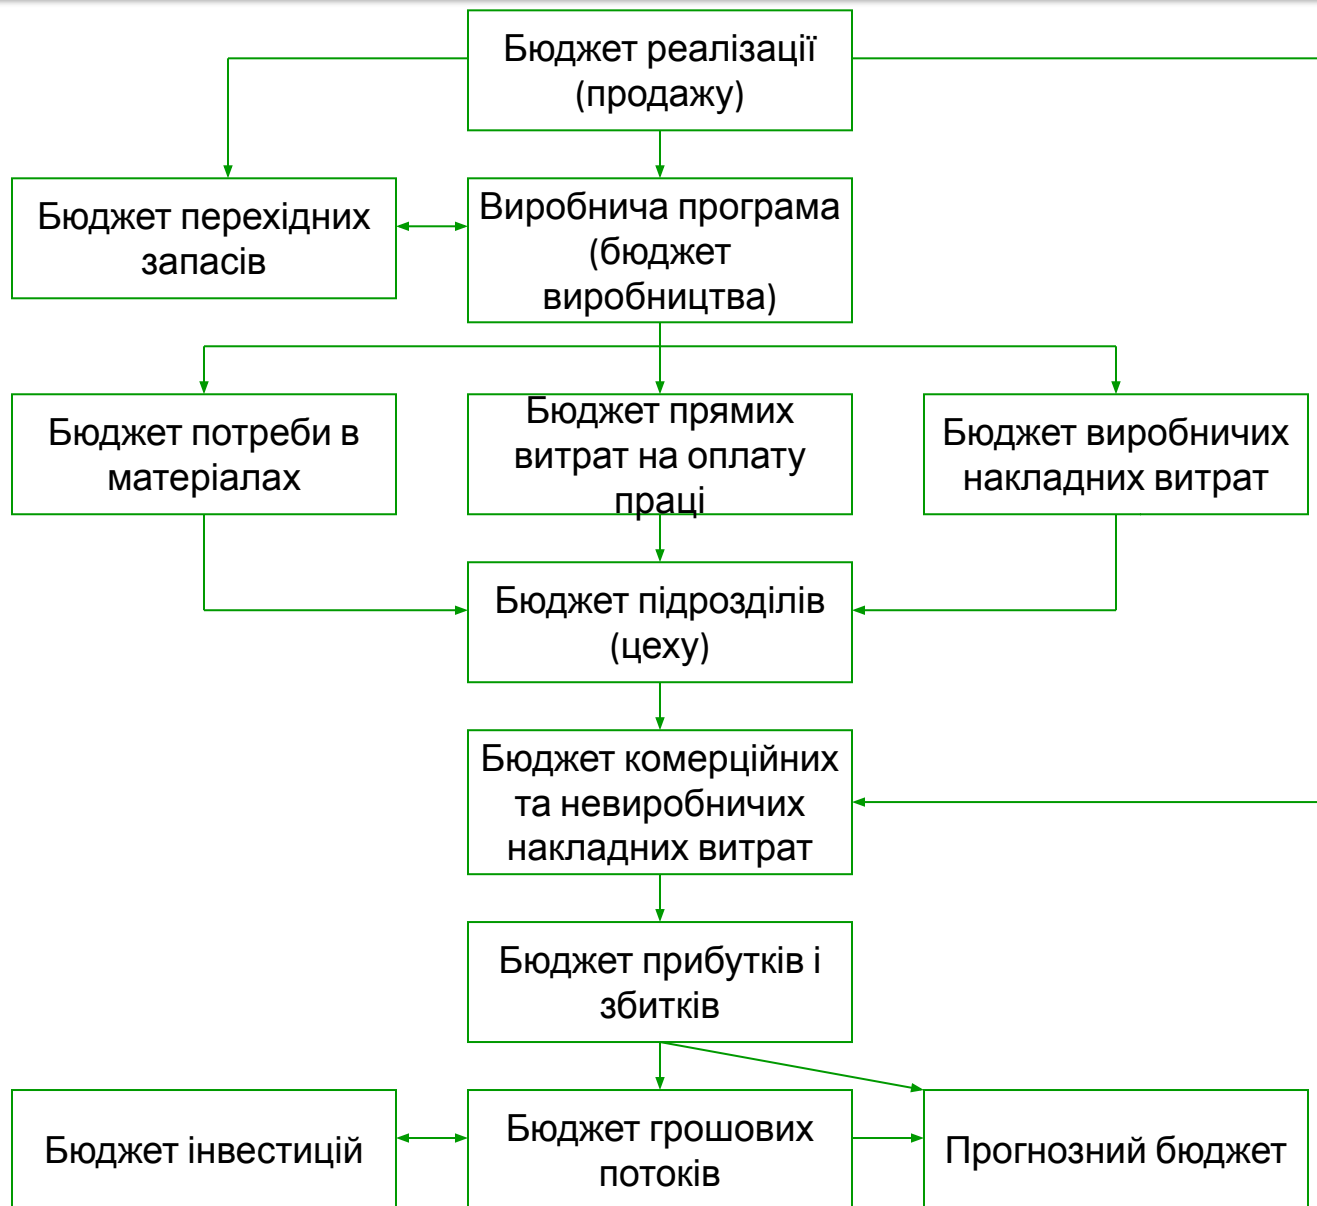 Бюджет реалізації
(продажу)
Бюджет перехідних
запасів
Виробнича програма
(бюджет
виробництва)
Бюджет потреби в
матеріалах
Бюджет прямих
витрат на оплату
праці
Бюджет виробничих
накладних витрат
Бюджет підрозділів
(цеху)
Бюджет комерційних
та невиробничих
накладних витрат
Бюджет прибутків і
збитків
Бюджет інвестицій
Бюджет грошових
потоків
Прогнозний бюджет